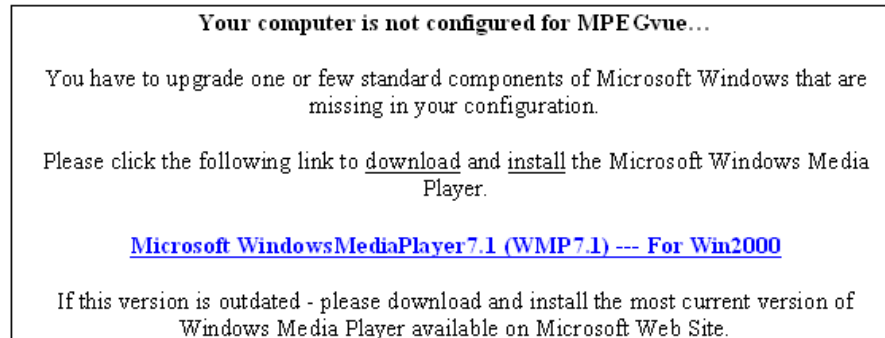 Your computer is not configured for MPEGvue...
You have to upgrade one or few standard components of Microsoft Windows that are
missing in your configuration.
Please click the following link to download and install the Microsoft Windows Media
Player.
Microsoft WindowsMediaPlayer7.1 (WMP7.1) --- For Win2000
If this version is outdated - please download and install the most current version of
Windows Media Player available on Microsoft Web Site.